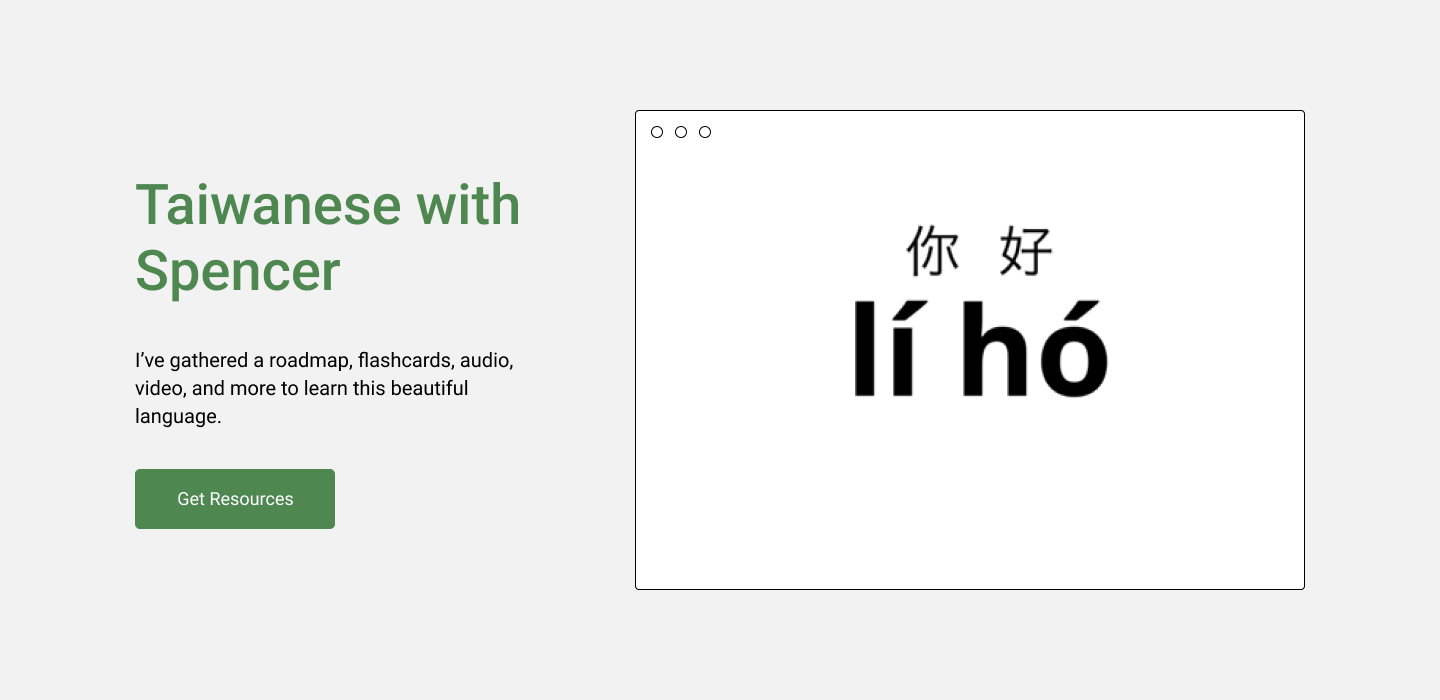 Taiwanese with
Spencer
I’ve gathered a roadmap, flashcards, audio,
video, and more to learn this beautiful
language.
Get Resources
你 好
lí hó